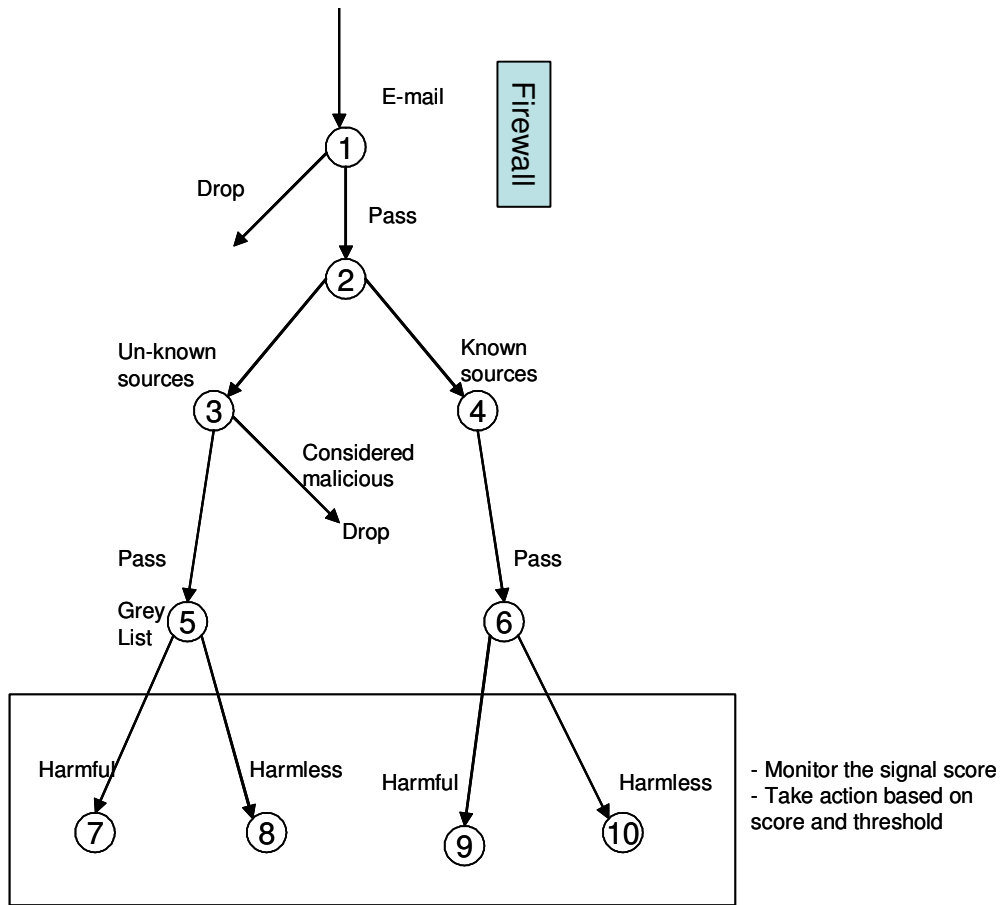 E-mail
Firewall
1
Drop
Pass
2
Un-known
sources
Known
sources
3
4
Considered
malicious
Drop
Pass
Pass
Grey
List
5
6
Harmful
Harmless
Harmful
Harmless
7
8
9
10
- Monitor the signal score
- Take action based on
score and threshold